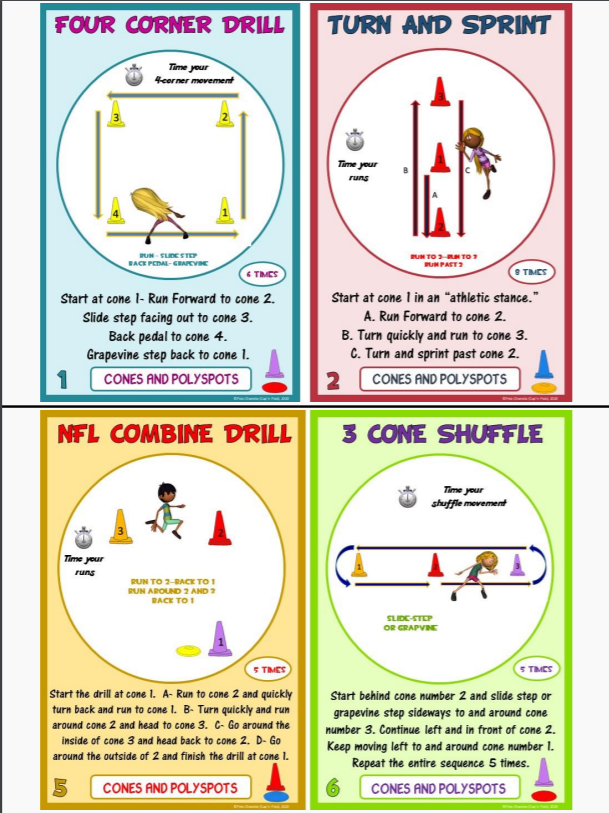 FOUR CORNER DRILL
Time your
4-corner movement
3
2
4
1
RUN - SLIDE STEP
BACK PEDAL - GRAPEVINE
6 TIMES
Start at cone 1- Run Forward to cone 2.
Slide step facing out to cone 3.
Back pedal to cone 4.
Grapevine step back to cone 1.
1
CONES AND POLYSPOTS
TURN AND SPRINT
3
Time your
runs
1
B
C
A
2
RUN TO 2-RUN TO 3
RUN PAST 2
8 TIMES
Start at cone 1 in an "athletic stance."
A. Run Forward to cone 2.
B. Turn quickly and run to cone 3.
C. Turn and sprint past cone 2.
2
CONES AND POLYSPOTS
NFL COMBINE DRILL
3
2
Time your
runs
RUN TO 2-BACK TO 1
RUN AROUND 2 AND 3
BACK TO 1
1
5 TIMES
Start the drill at cone 1. A- Run to cone 2 and quickly
turn back and run to cone 1. B- Turn quickly and run
around cone 2 and head to cone 3. C- Go around the
inside of cone 3 and head back to cone 2. D- Go
around the outside of 2 and finish the drill at cone 1.
5
CONES AND POLYSPOTS
3 CONE SHUFFLE
Time your
shuffle movement
1
2
3
SLIDE-STEP
OR GRAPVINE
5 TIMES
Start behind cone number 2 and slide step or
grapevine step sideways to and around cone
number 3. Continue left and in front of cone 2.
Keep moving left to and around cone number 1.
Repeat the entire sequence 5 times.
6
CONES AND POLYSPOTS